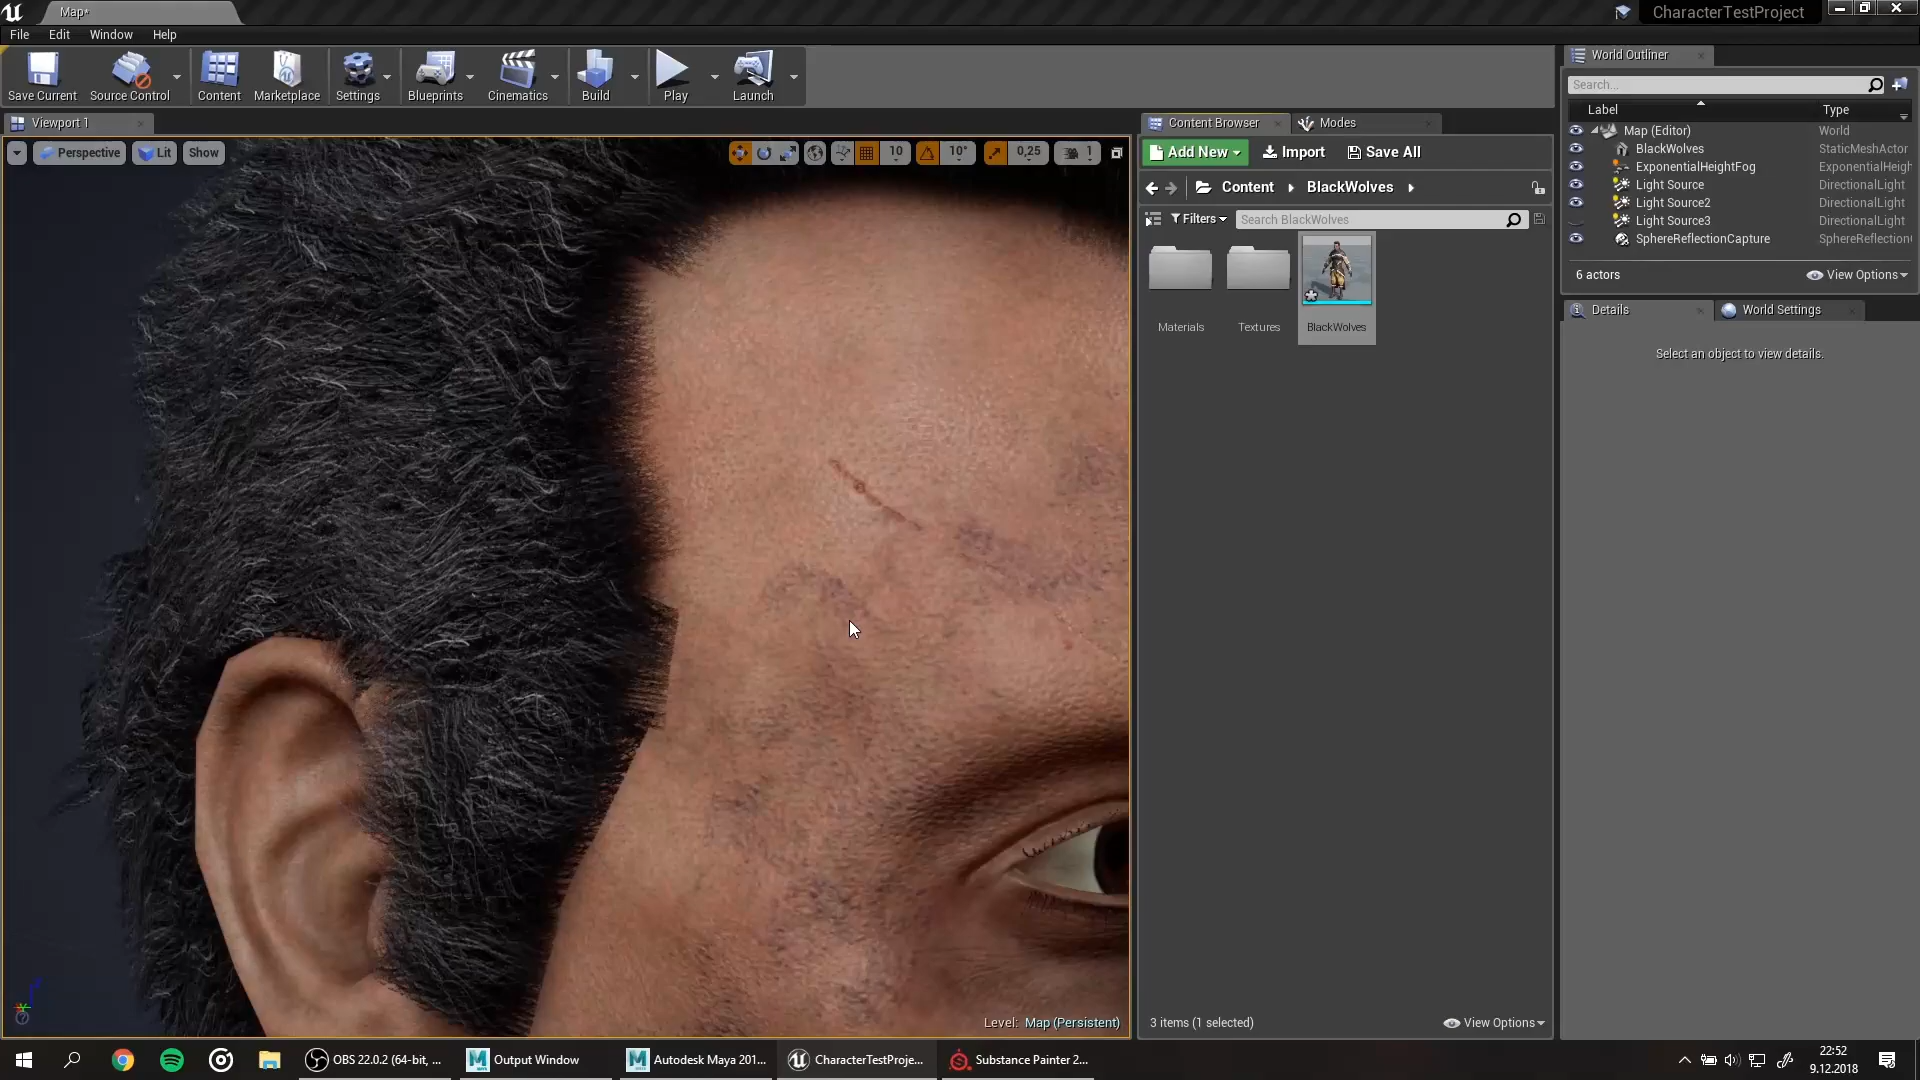 Map*
CharacterTestProject
File Edit Window Help
Save Current
Source Control
Content
Marketplace
Settings
Blueprints
Cinematics
Build
Play
Launch
Viewport 1
Perspective
Lit
Show
10
10°
0,25
1
Level: Map (Persistent)
Content Browser
Modes
Add New
Import
Save All
Content
BlackWolves
Filters
Search BlackWolves
Materials
Textures
BlackWolves
3 items (1 selected)
View Options
World Outliner
Search...
Label Type
Map (Editor) World
BlackWolves StaticMeshActor
ExponentialHeightFog ExponentialHeigh
Light Source DirectionalLight
Light Source2 DirectionalLight
Light Source3 DirectionalLight
SphereReflectionCapture SphereReflection
6 actors
View Options
Details
World Settings
Select an object to view details.
OBS 22.0.2 (64-bit, ...
Output Window
Autodesk Maya 201...
CharacterTestProje...
Substance Painter 2...
22:52
9.12.2018